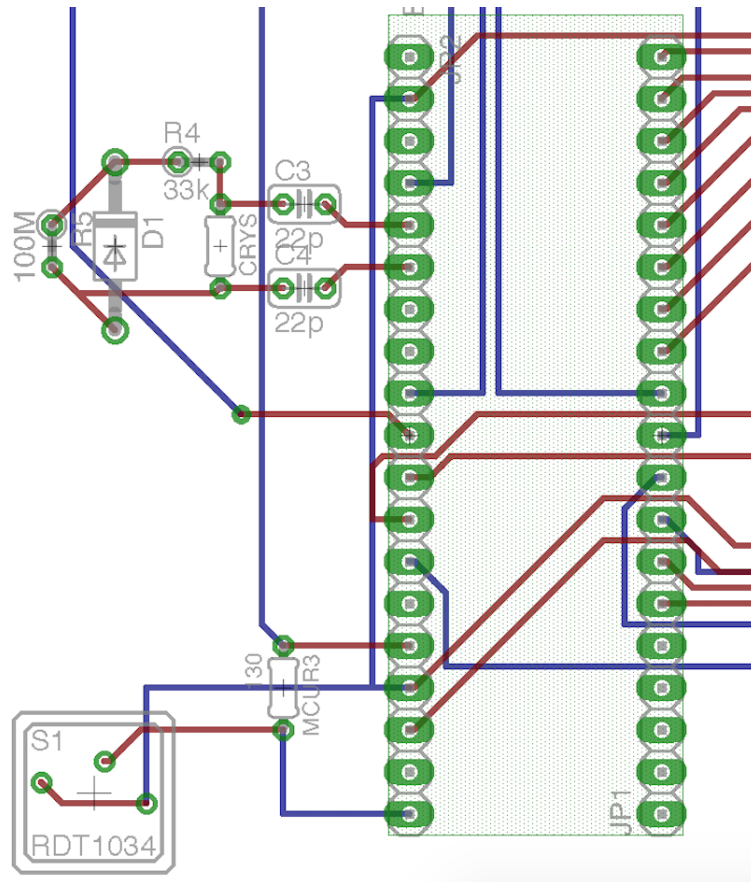 JP2
R4
33k
C3
22p
100M
R5
D1
CRYS
C4
22p
130
MCUR3
S1
RDT1034
JP1